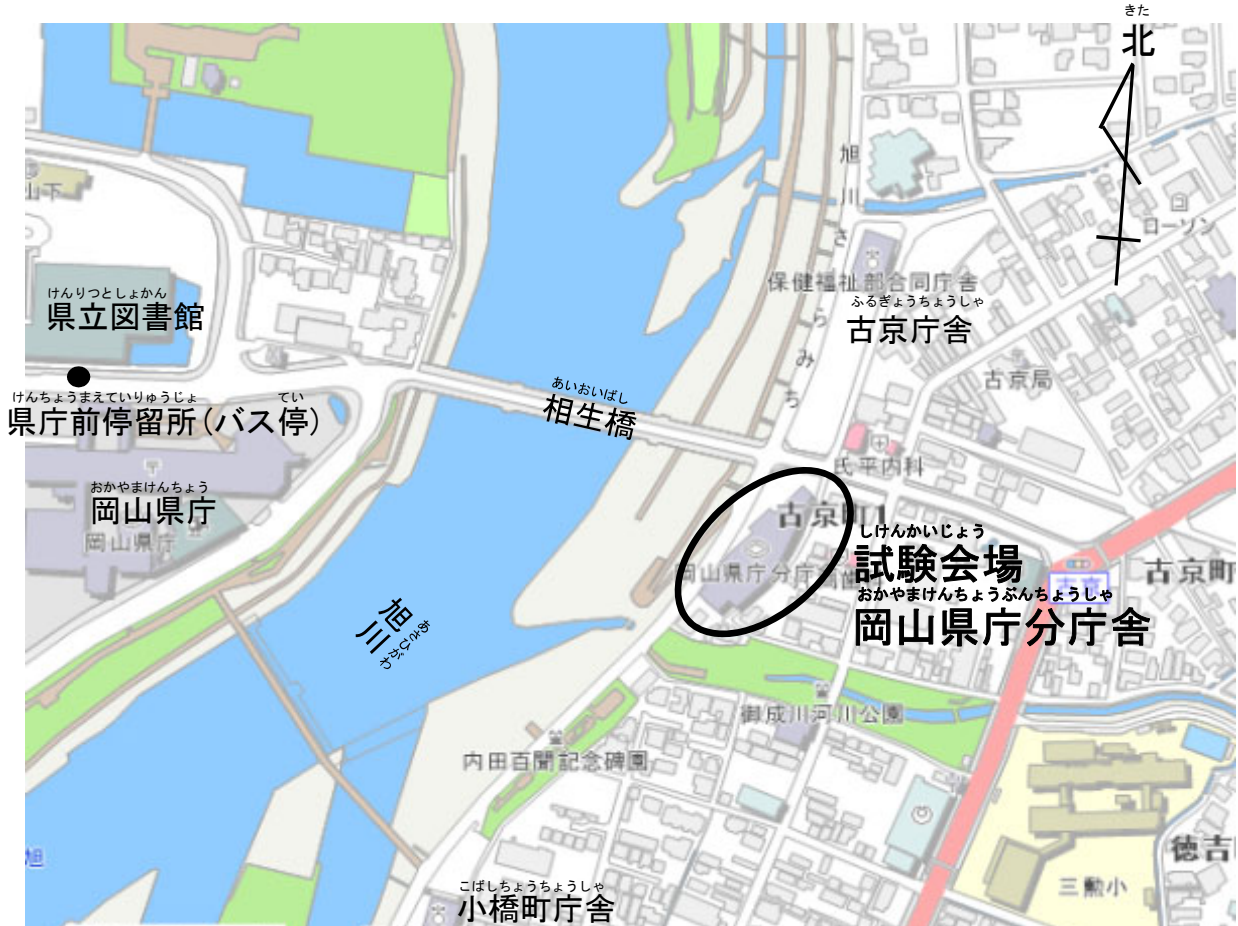 きた
北
山下
旭川さくらみち
ローソン
保健福祉部合同庁舎
ふるぎょうちょうしゃ
古京庁舎
けんりつとしょかん
県立図書館
古京局
けんちょうまえていりゅうじょ てい
県庁前停留所(バス停)
あいおいばし
相生橋
氏平内科
おかやまけんちょう
岡山県庁
岡山県庁
古京町1
しけんかいじょう
試験会場
岡山県庁分庁
古京
古京町
おかやまけんちょうぶんちょうしゃ
岡山県庁分庁舎
あさひがわ
旭川
御成川河川公園
内田百閒記念碑園
旭
徳吉
三勲小
こばしちょうちょうしゃ
小橋町庁舎